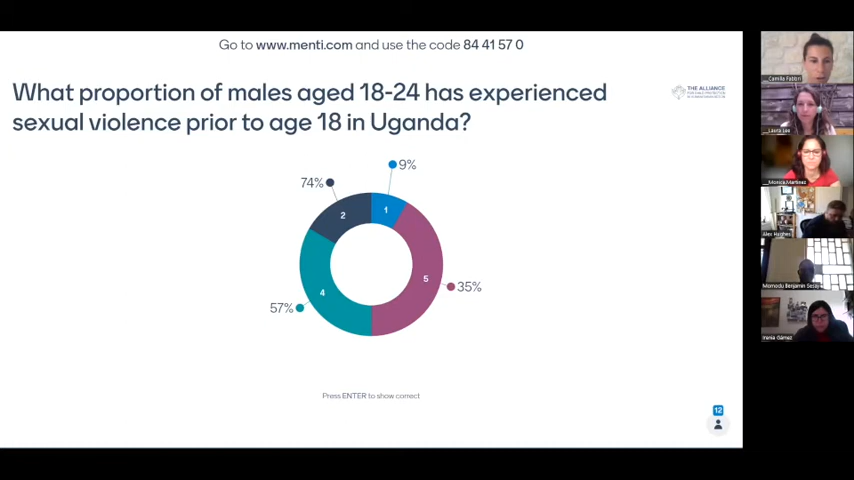 Go to www.menti.com and use the code 84 41 57 0
What proportion of males aged 18-24 has experienced
sexual violence prior to age 18 in Uganda?
THE ALLIANCE
9%
74%
1
2
5
35%
4
57%
Press ENTER to show correct
12
Camilla Fabbri
Laura Lee
Monica Martinez
Alex Hughes
Momodu Benjamin Sesay
Irenia Gámez